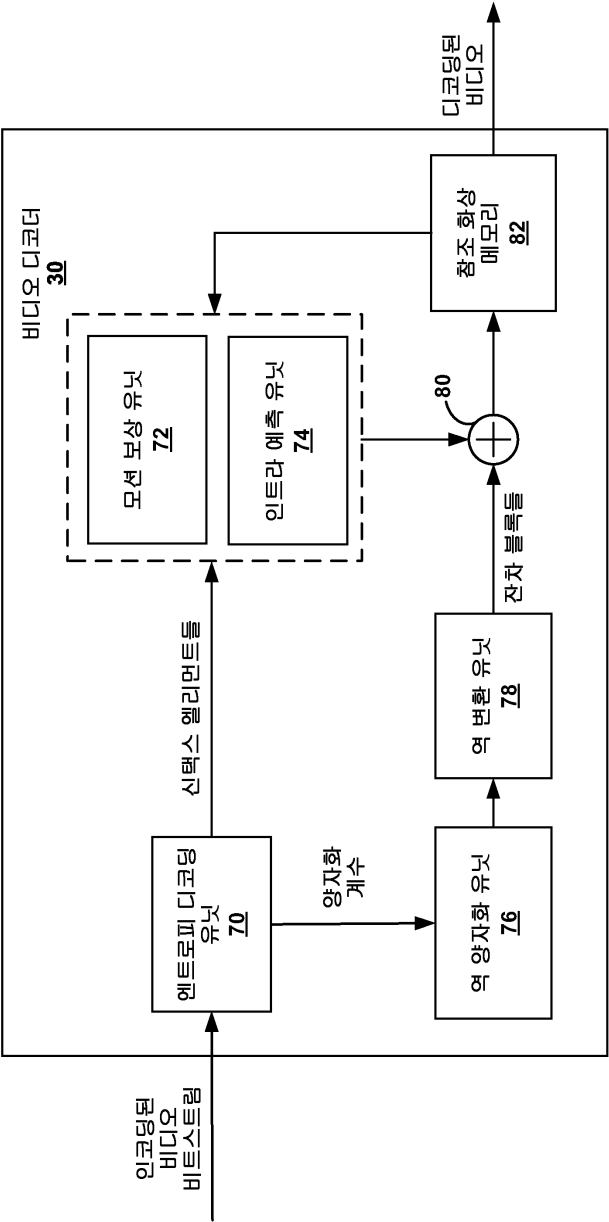 비디오 디코더
30
인코딩된
비디오
비트스트림
엔트로피 디코딩
유닛
70
신택스 엘리먼트들
모션 보상 유닛
72
인트라 예측 유닛
74
양자화
계수
역 양자화 유닛
76
역 변환 유닛
78
잔차 블록들
80
참조 화상
메모리
82
디코딩된
비디오